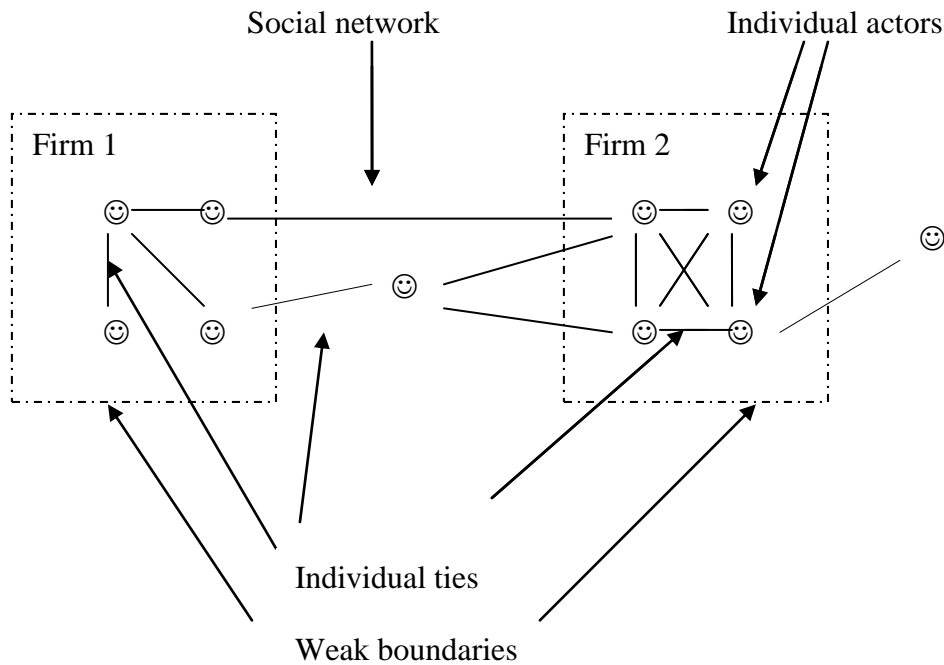 Social network
Individual actors
Firm 1
Firm 2
Individual ties
Weak boundaries